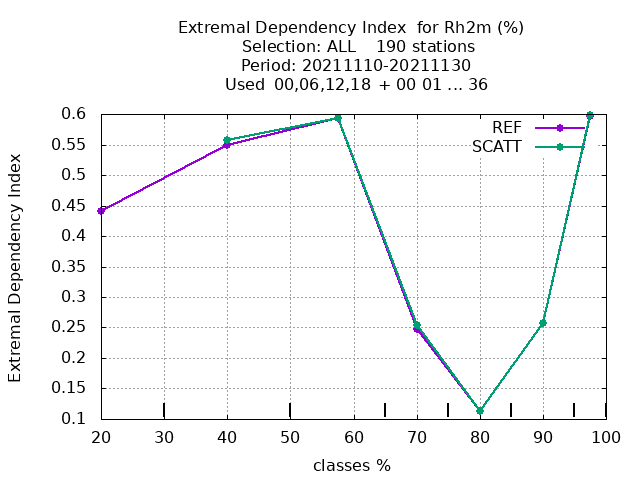 Extremal Dependency Index  for Rh2m (%)
Selection: ALL    190 stations
Period: 20211110-20211130
Used  00,06,12,18  + 00 01 ... 36
REF
SCATT
0.6
0.55
0.5
0.45
0.4
0.35
0.3
0.25
0.2
0.15
0.1
Extremal Dependency Index
20 30 40 50 60 70 80 90 100
classes %